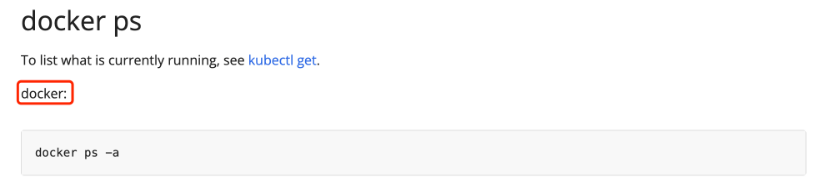 docker ps
To list what is currently running, see kubectl get.
docker:
docker ps -a